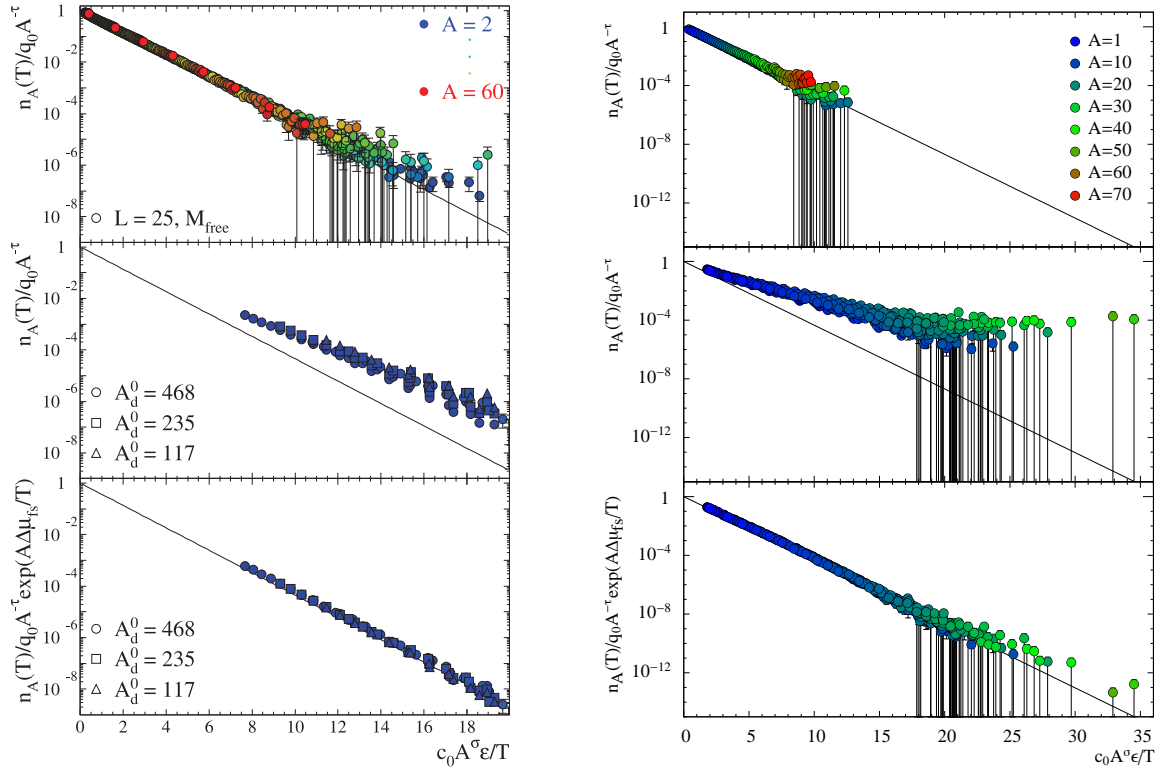 n_A(T)/q_0A^-τ
1
10^-2
10^-4
10^-6
10^-8
A = 2
A = 60
L = 25, M_free
n_A(T)/q_0A^-τ
1
10^-2
10^-4
10^-6
10^-8
A_d^0 = 468
A_d^0 = 235
A_d^0 = 117
n_A(T)/q_0A^-τexp(AΔμ_fs/T)
1
10^-2
10^-4
10^-6
10^-8
A_d^0 = 468
A_d^0 = 235
A_d^0 = 117
0 2 4 6 8 10 12 14 16 18
c_0A^σε/T
n_A(T)/q_0A^-τ
1
10^-4
10^-8
10^-12
A=1
A=10
A=20
A=30
A=40
A=50
A=60
A=70
n_A(T)/q_0A^-τ
1
10^-4
10^-8
10^-12
n_A(T)/q_0A^-τexp(AΔμ_fs/T)
1
10^-4
10^-8
10^-12
0 5 10 15 20 25 30 35
c_0A^σϵ/T